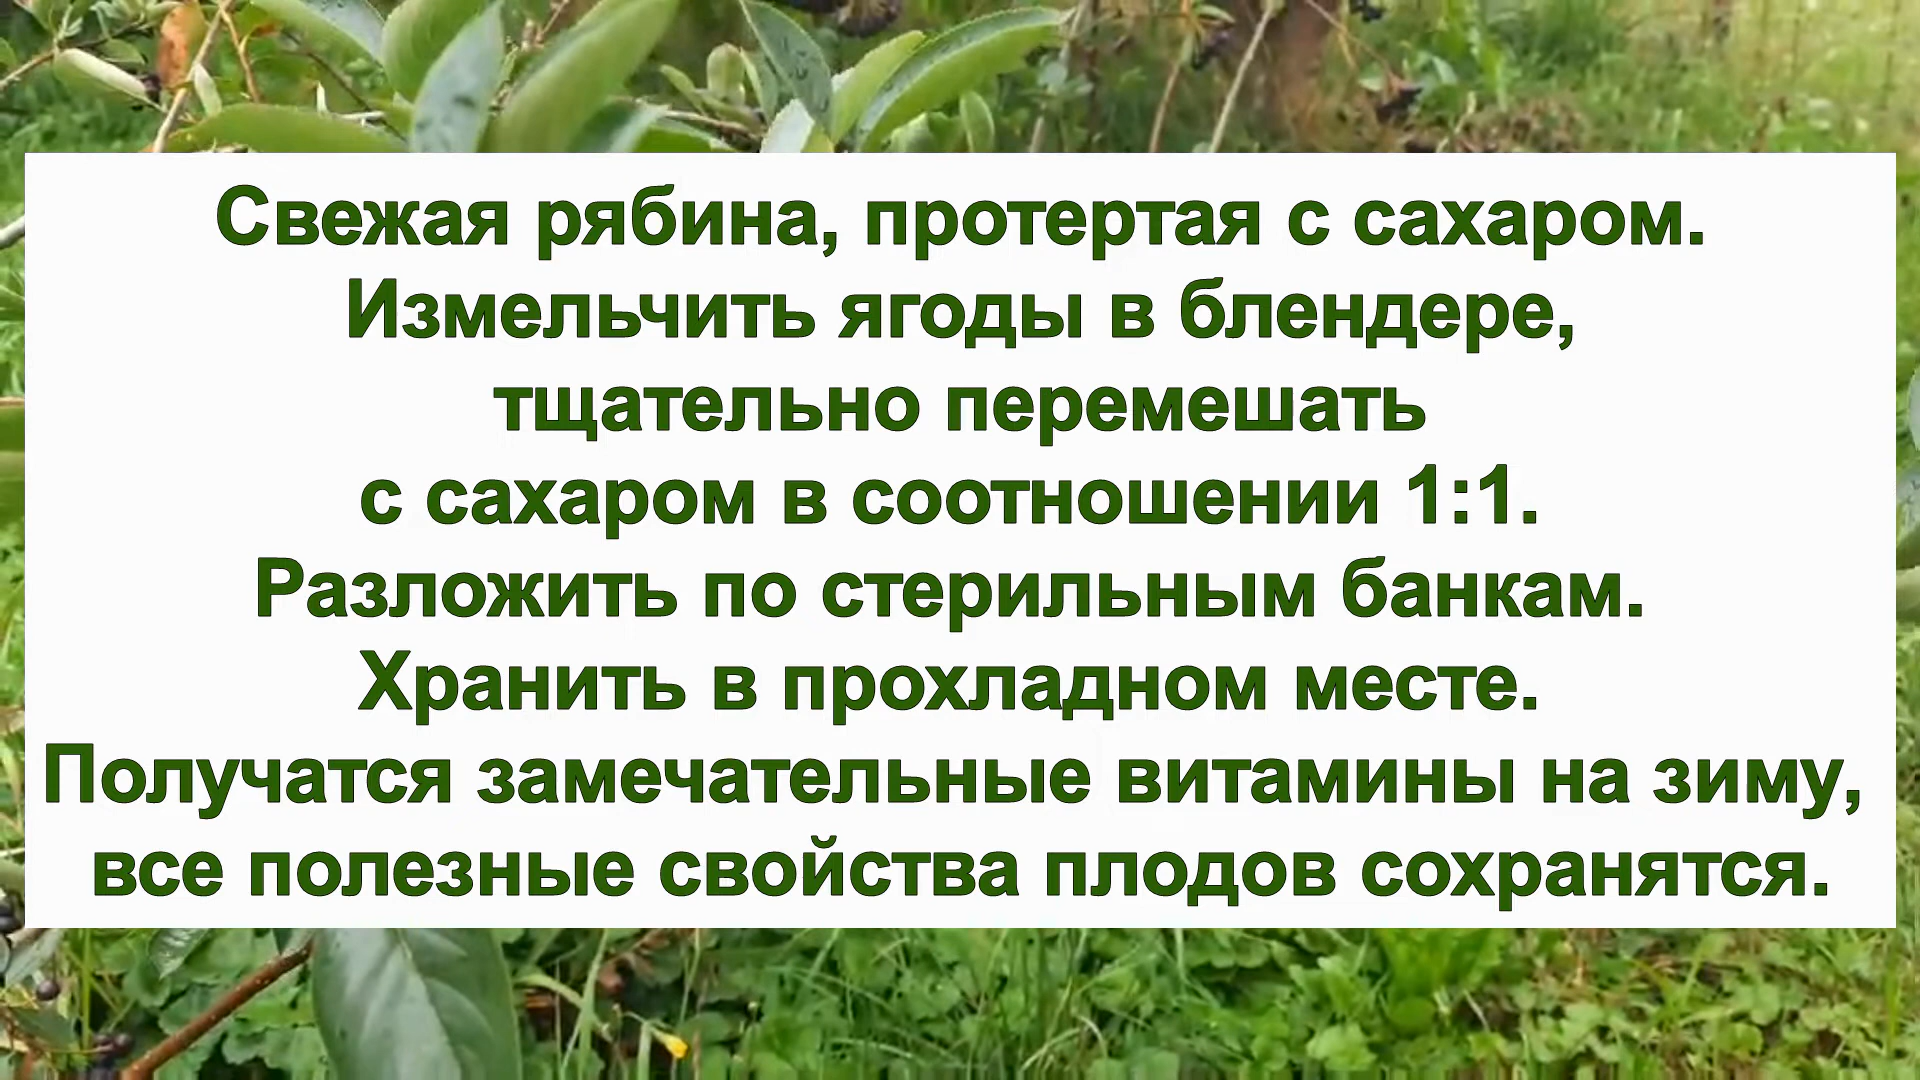 Свежая рябина, протертая с сахаром.
Измельчить ягоды в блендере,
тщательно перемешать
с сахаром в соотношении 1:1.
Разложить по стерильным банкам.
Хранить в прохладном месте.
Получатся замечательные витамины на зиму,
все полезные свойства плодов сохранятся.